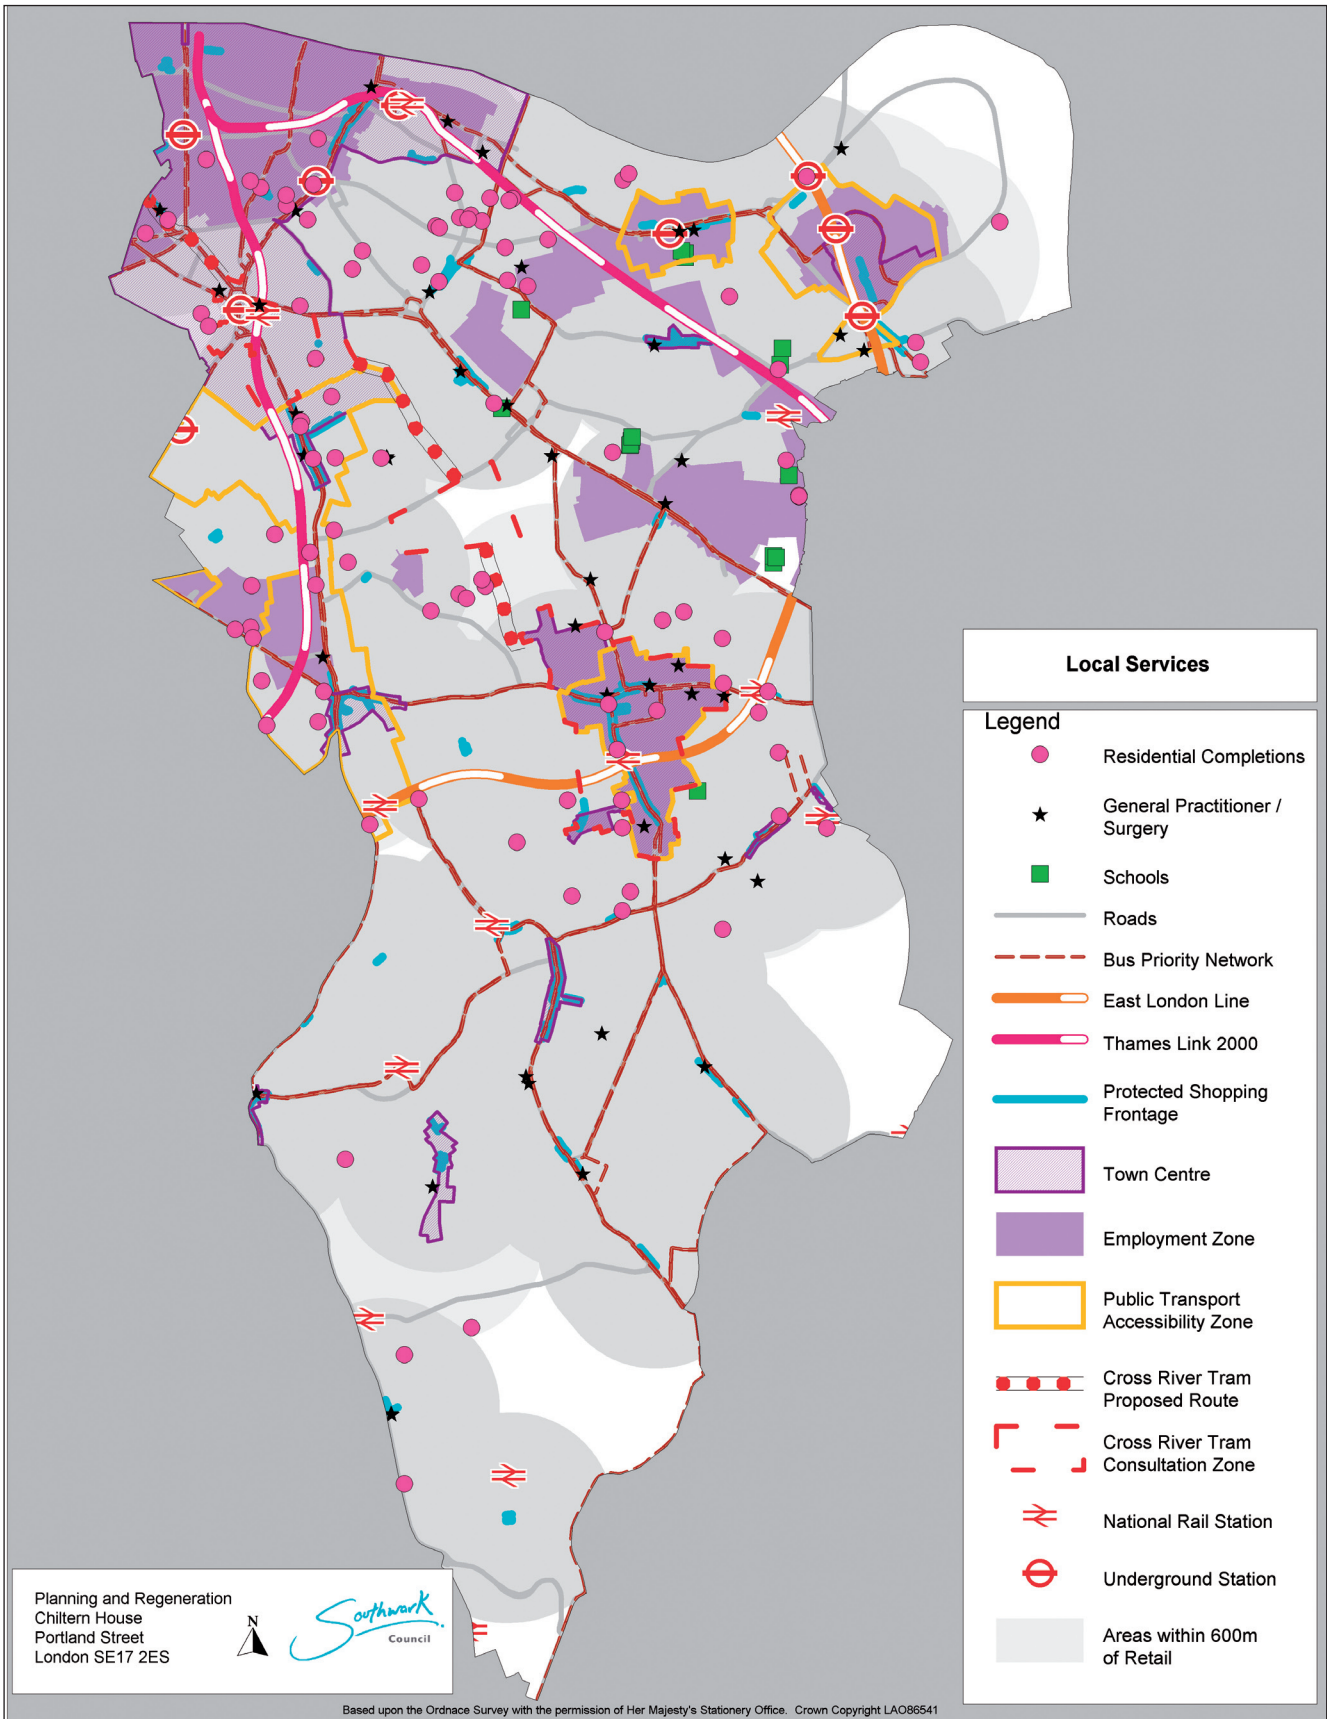 Local Services
Legend
Residential Completions
General Practitioner /
Surgery
Schools
Roads
Bus Priority Network
East London Line
Thames Link 2000
Protected Shopping
Frontage
Town Centre
Employment Zone
Public Transport
Accessibility Zone
Cross River Tram
Proposed Route
Cross River Tram
Consultation Zone
National Rail Station
Underground Station
Areas within 600m
of Retail
Planning and Regeneration
Chiltern House
Portland Street
London SE17 2ES
N
Southwark
Council
Based upon the Ordnace Survey with the permission of Her Majesty's Stationery Office. Crown Copyright LAO86541